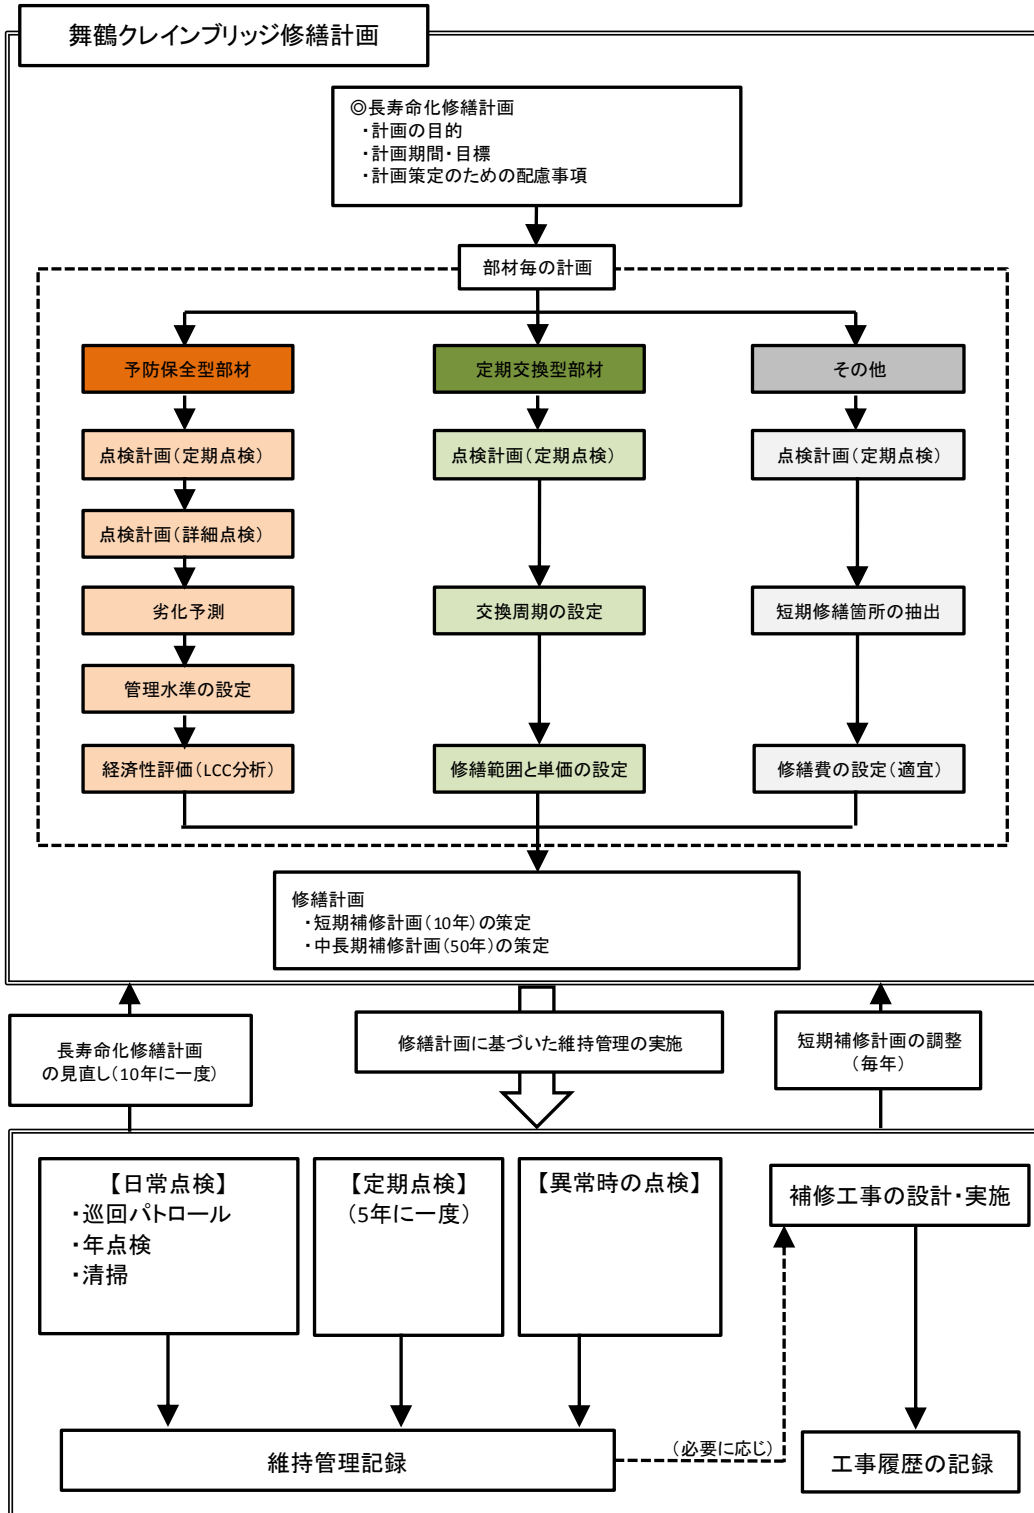 舞鶴クレインブリッジ修繕計画
◎長寿命化修繕計画
・計画の目的
・計画期間・目標
・計画策定のための配慮事項
部材毎の計画
予防保全型部材
定期交換型部材
その他
点検計画(定期点検)
点検計画(定期点検)
点検計画(定期点検)
点検計画(詳細点検)
劣化予測
交換周期の設定
短期修繕箇所の抽出
管理水準の設定
経済性評価(LCC分析)
修繕範囲と単価の設定
修繕費の設定(適宜)
修繕計画
・短期補修計画(10年)の策定
・中長期補修計画(50年)の策定
長寿命化修繕計画
の見直し(10年に一度)
修繕計画に基づいた維持管理の実施
短期補修計画の調整
(毎年)
【日常点検】
・巡回パトロール
・年点検
・清掃
【定期点検】
(5年に一度)
【異常時の点検】
補修工事の設計・実施
維持管理記録
(必要に応じ)
工事履歴の記録